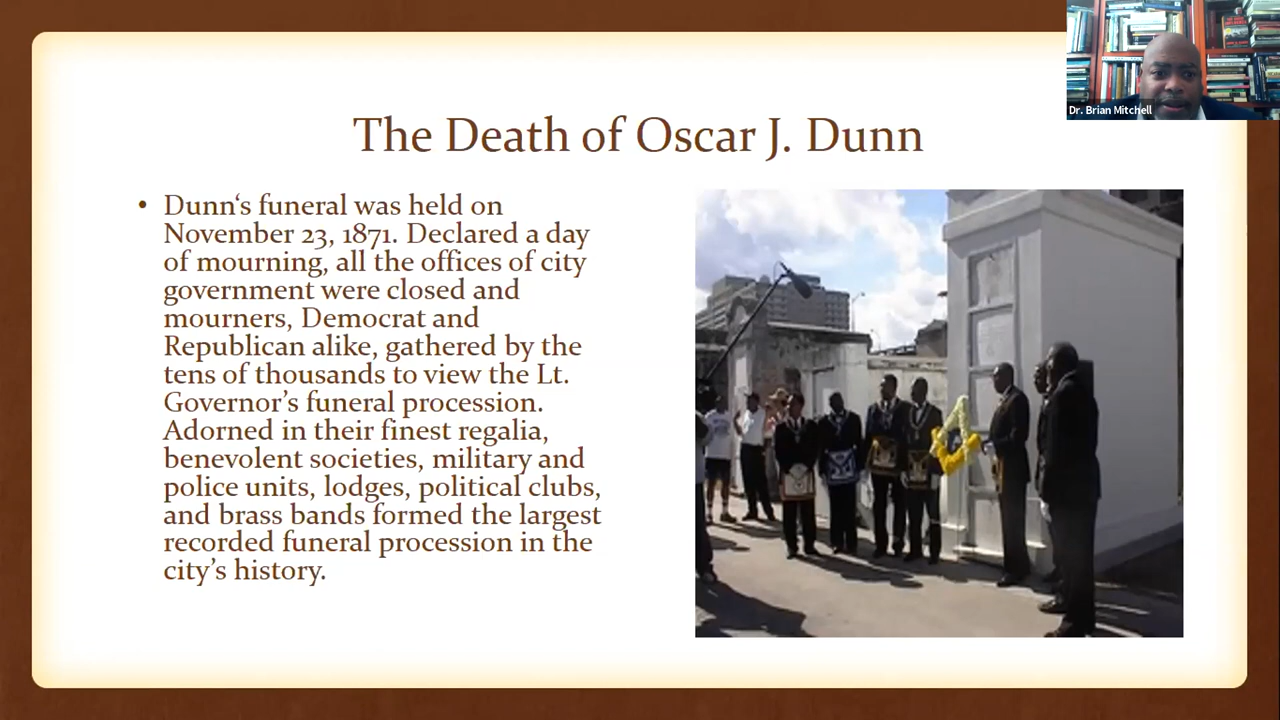 Dr. Brian Mitchell
The Death of Oscar J. Dunn
• Dunn‘s funeral was held on
November 23, 1871. Declared a day
of mourning, all the offices of city
government were closed and
mourners, Democrat and
Republican alike, gathered by the
tens of thousands to view the Lt.
Governor’s funeral procession.
Adorned in their finest regalia,
benevolent societies, military and
police units, lodges, political clubs,
and brass bands formed the largest
recorded funeral procession in the
city’s history.